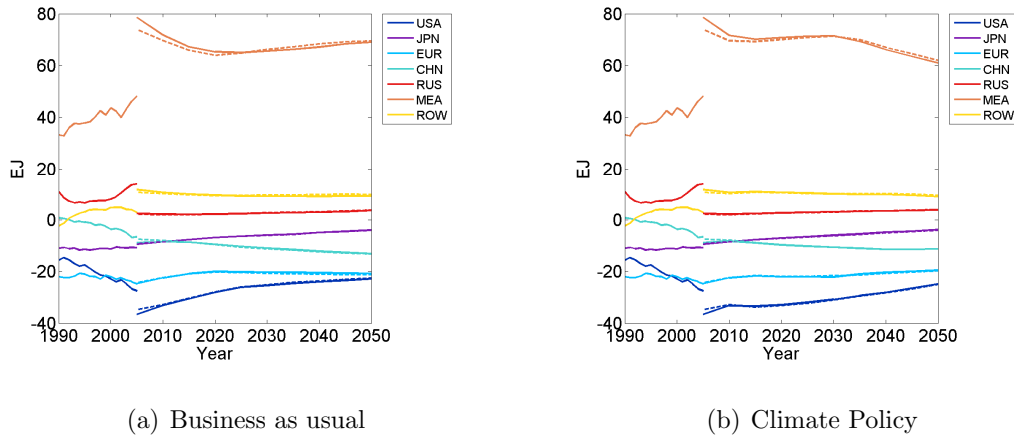 80
60
40
20
0
-20
-40
EJ
1990 2000 2010 2020 2030 2040 2050
Year
USA
JPN
EUR
CHN
RUS
MEA
ROW
(a) Business as usual
80
60
40
20
0
-20
-40
EJ
1990 2000 2010 2020 2030 2040 2050
Year
USA
JPN
EUR
CHN
RUS
MEA
ROW
(b) Climate Policy